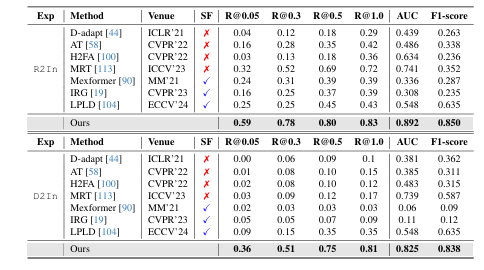 Exp Method Venue SF R@0.05 R@0.3 R@0.5 R@1.0 AUC F1-score
R2In
D-adapt [44] ICLR'21 ✗ 0.04 0.12 0.18 0.29 0.439 0.263
AT [58] CVPR'22 ✗ 0.16 0.28 0.35 0.42 0.486 0.338
H2FA [100] CVPR'22 ✗ 0.03 0.13 0.18 0.36 0.634 0.236
MRT [113] ICCV'23 ✗ 0.32 0.52 0.69 0.72 0.741 0.352
Mexformer [90] MM'21 ✓ 0.24 0.31 0.39 0.39 0.336 0.287
IRG [19] CVPR'23 ✓ 0.16 0.25 0.37 0.39 0.308 0.235
LPLD [104] ECCV'24 ✓ 0.25 0.25 0.45 0.43 0.548 0.635
Ours 0.59 0.78 0.80 0.83 0.892 0.850
Exp Method Venue SF R@0.05 R@0.3 R@0.5 R@1.0 AUC F1-score
D2In
D-adapt [44] ICLR'21 ✗ 0.00 0.06 0.09 0.1 0.381 0.362
AT [58] CVPR'22 ✗ 0.01 0.08 0.10 0.15 0.385 0.311
H2FA [100] CVPR'22 ✗ 0.02 0.08 0.10 0.12 0.483 0.315
MRT [113] ICCV'23 ✗ 0.03 0.09 0.12 0.17 0.739 0.587
Mexformer [90] MM'21 ✓ 0.02 0.03 0.03 0.03 0.06 0.09
IRG [19] CVPR'23 ✓ 0.05 0.05 0.07 0.09 0.11 0.12
LPLD [104] ECCV'24 ✓ 0.09 0.15 0.35 0.35 0.548 0.635
Ours 0.36 0.51 0.75 0.81 0.825 0.838